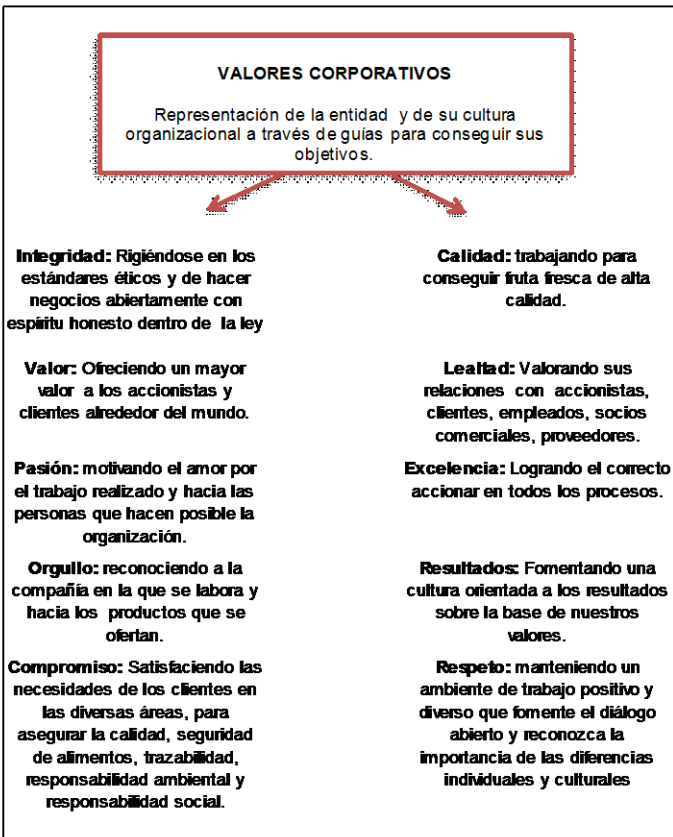 VALORES CORPORATIVOS
Representación de la entidad y de su cultura
organizacional a través de guías para conseguir sus
objetivos.
Integridad: Rigiéndose en los
estándares éticos y de hacer
negocios abiertamente con
espíritu honesto dentro de la ley
Valor: Ofreciendo un mayor
valor a los accionistas y
clientes alrededor del mundo.
Pasión: motivando el amor por
el trabajo realizado y hacia las
personas que hacen posible la
organización.
Orgullo: reconociendo a la
compañía en la que se labora y
hacia los productos que se
ofertan.
Compromiso: Satisfaciendo las
necesidades de los clientes en
las diversas áreas, para
asegurar la calidad, seguridad
de alimentos, trazabilidad,
responsabilidad ambiental y
responsabilidad social.
Calidad: trabajando para
conseguir fruta fresca de alta
calidad.
Lealtad: Valorando sus
relaciones con accionistas,
clientes, empleados, socios
comerciales, proveedores.
Excelencia: Logrando el correcto
accionar en todos los procesos.
Resultados: Fomentando una
cultura orientada a los resultados
sobre la base de nuestros
valores.
Respeto: manteniendo un
ambiente de trabajo positivo y
diverso que fomente el diálogo
abierto y reconozca la
importancia de las diferencias
individuales y culturales